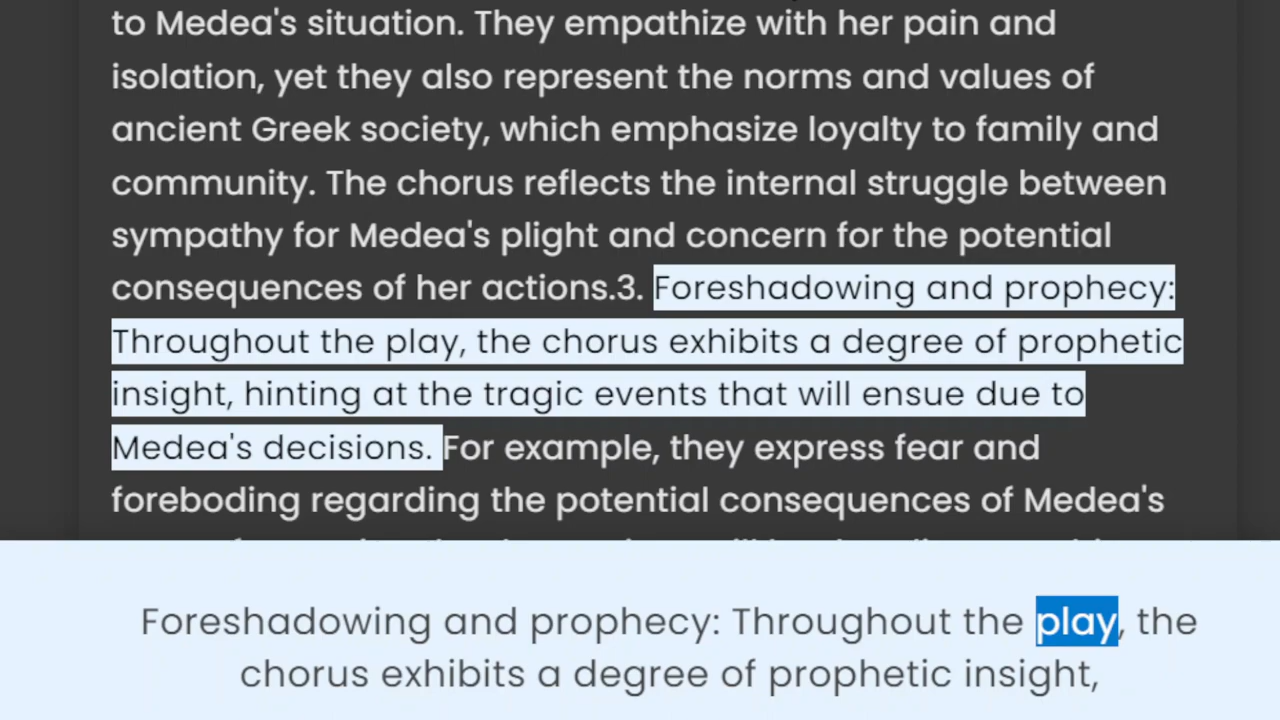 to Medea's situation. They empathize with her pain and
isolation, yet they also represent the norms and values of
ancient Greek society, which emphasize loyalty to family and
community. The chorus reflects the internal struggle between
sympathy for Medea's plight and concern for the potential
consequences of her actions.3. Foreshadowing and prophecy:
Throughout the play, the chorus exhibits a degree of prophetic
insight, hinting at the tragic events that will ensue due to
Medea's decisions. For example, they express fear and
foreboding regarding the potential consequences of Medea's
Foreshadowing and prophecy: Throughout the play, the
chorus exhibits a degree of prophetic insight,